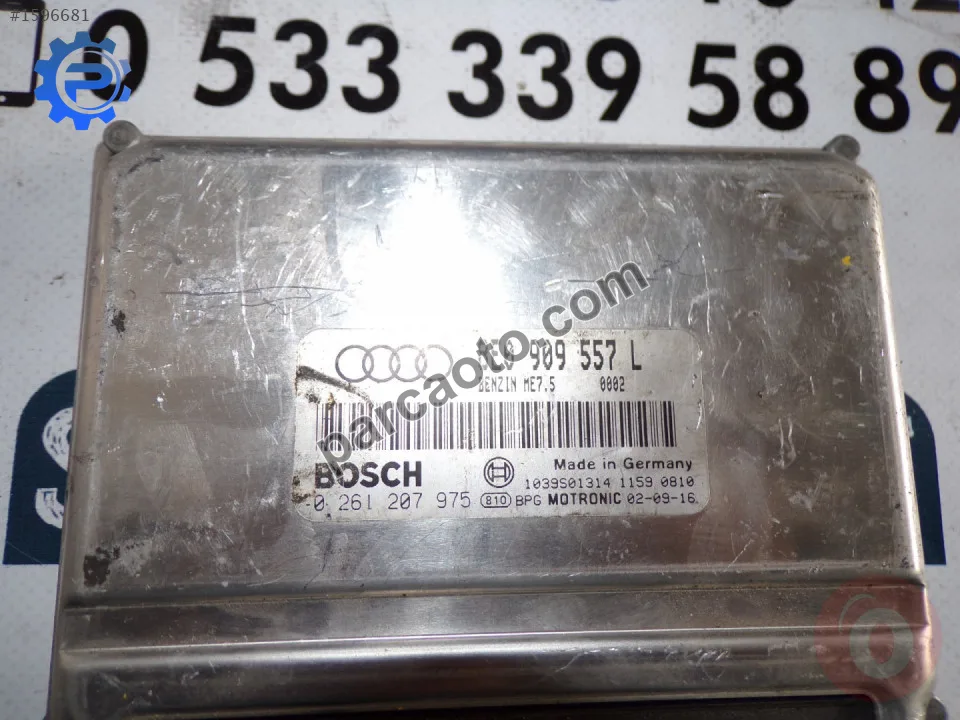 #1596681
0 533 339 58 89
parcaoto.com
909 557 L
BENZIN ME7.5 0002
BOSCH
Made in Germany
1039S01314 1159 0810
0 261 207 975 810 BPG MOTRONIC 02-09-16